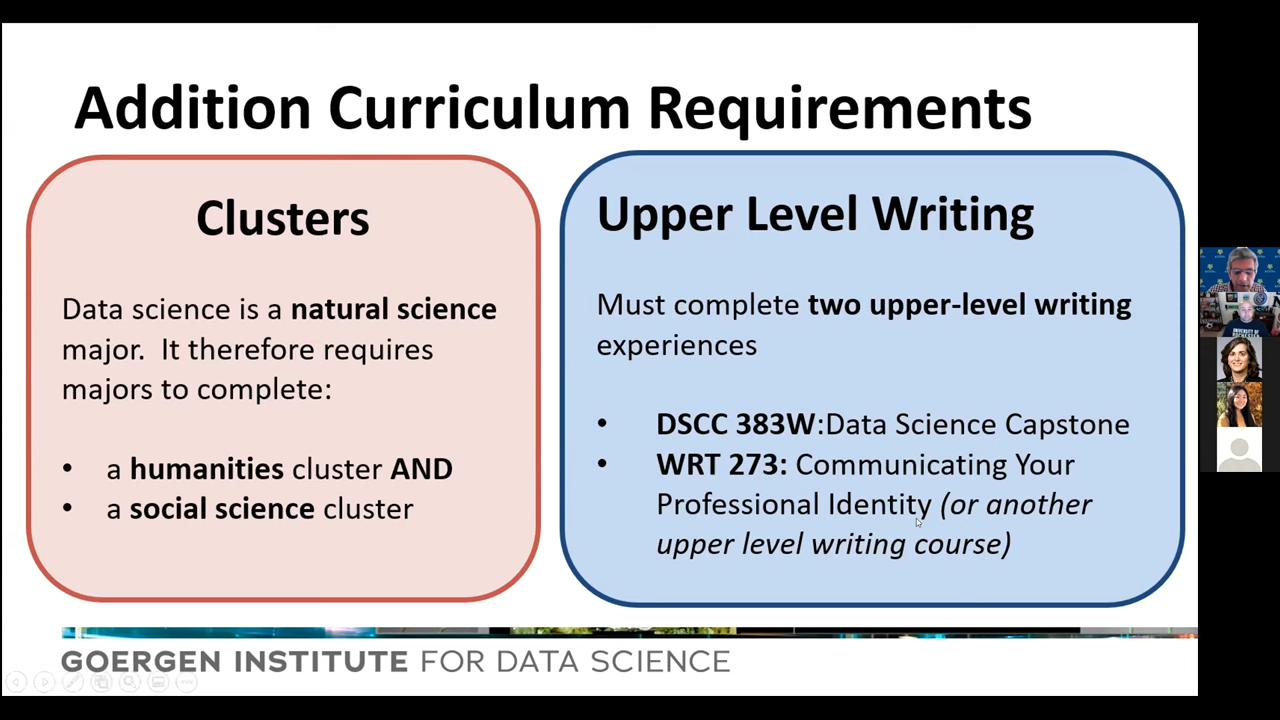 Addition Curriculum Requirements
Clusters
Data science is a natural science
major. It therefore requires
majors to complete:
• a humanities cluster AND
• a social science cluster
Upper Level Writing
Must complete two upper-level writing
experiences
• DSCC 383W:Data Science Capstone
• WRT 273: Communicating Your
Professional Identity (or another
upper level writing course)
GOERGEN INSTITUTE FOR DATA SCIENCE